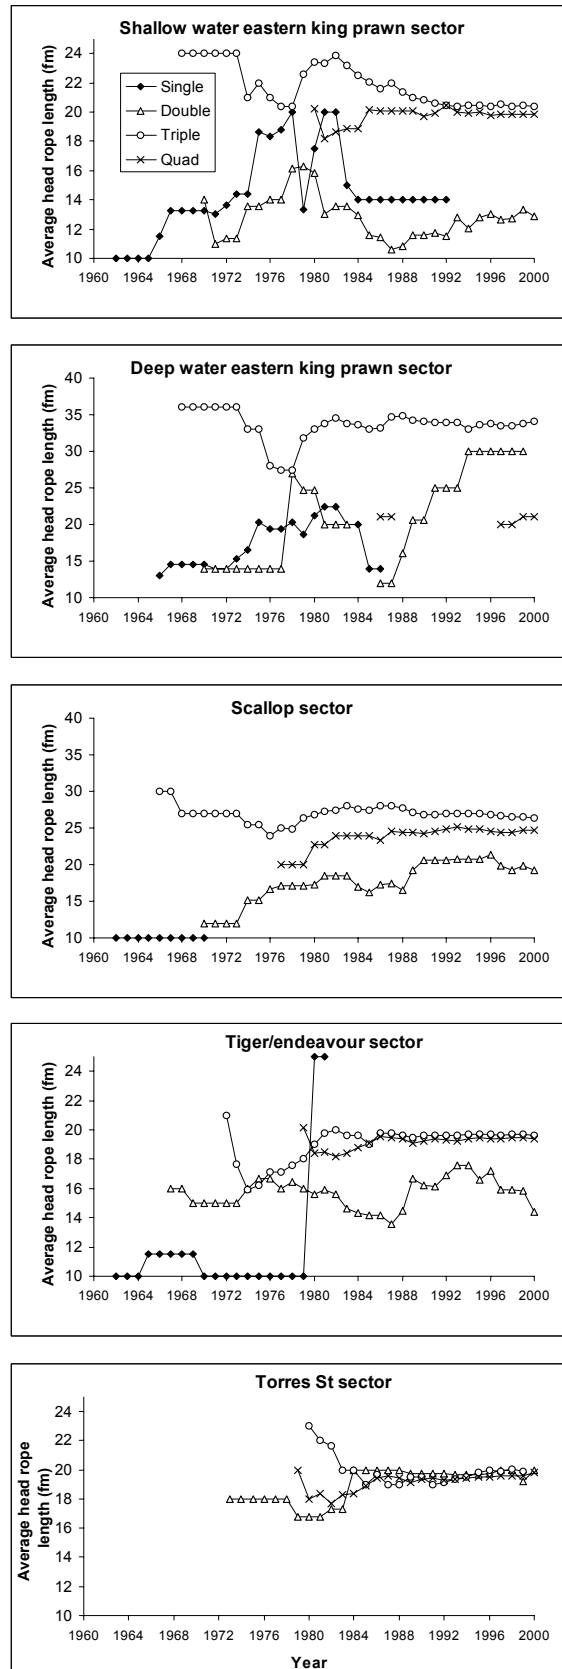 Shallow water eastern king prawn sector
Average head rope length (fm)
24
22
20
18
16
14
12
10
Single
Double
Triple
Quad
1960 1964 1968 1972 1976 1980 1984 1988 1992 1996 2000
Deep water eastern king prawn sector
Average head rope length (fm)
40
35
30
25
20
15
10
1960 1964 1968 1972 1976 1980 1984 1988 1992 1996 2000
Scallop sector
Average head rope length (fm)
40
35
30
25
20
15
10
1960 1964 1968 1972 1976 1980 1984 1988 1992 1996 2000
Tiger/endeavour sector
Average head rope length (fm)
24
22
20
18
16
14
12
10
1960 1964 1968 1972 1976 1980 1984 1988 1992 1996 2000
Torres St sector
Average head rope
length (fm)
24
22
20
18
16
14
12
10
1960 1964 1968 1972 1976 1980 1984 1988 1992 1996 2000
Year